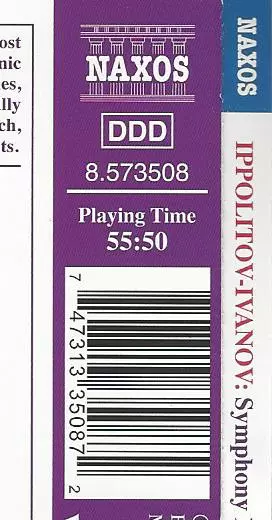 ost
nic
es,
lly
ch,
ts.
NAXOS
DDD
8.573508
Playing Time
55:50
7 47313 35087 2
NAXOS
IPPOLITOV-IVANOV: Symphony